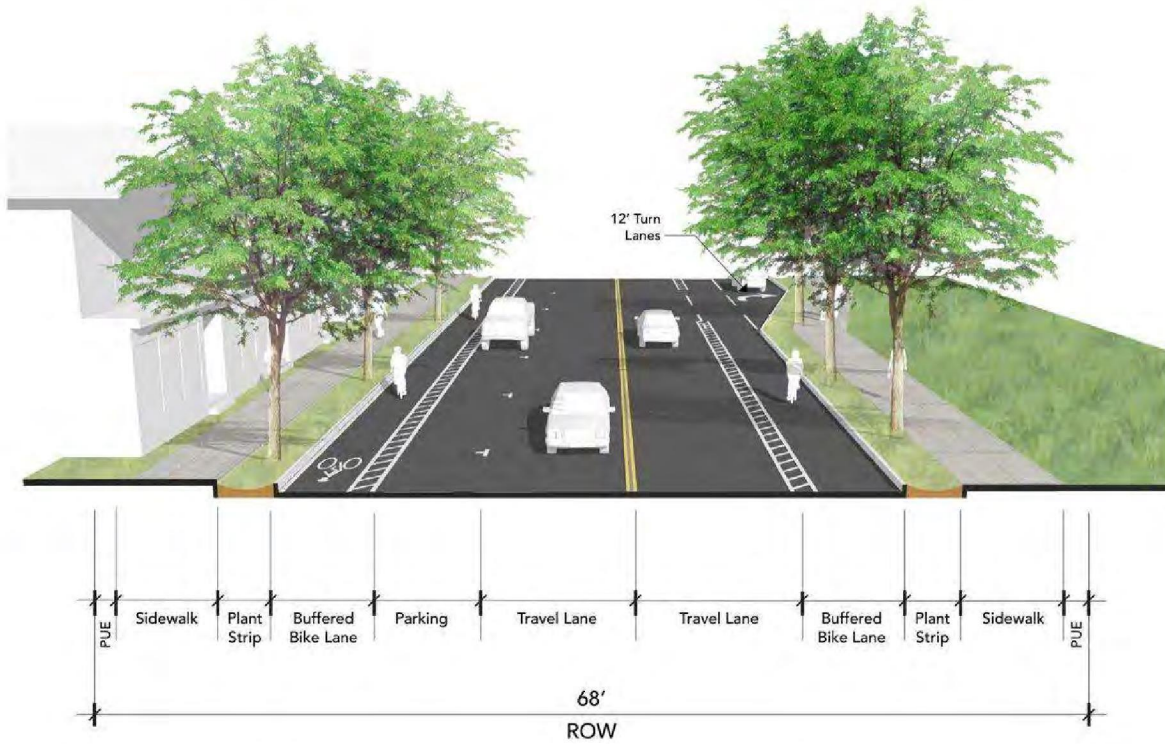 12' Turn
Lanes
PUE
Sidewalk
Plant
Strip
Buffered
Bike Lane
Parking
Travel Lane
Travel Lane
Buffered
Bike Lane
Plant
Strip
Sidewalk
PUE
68'
ROW